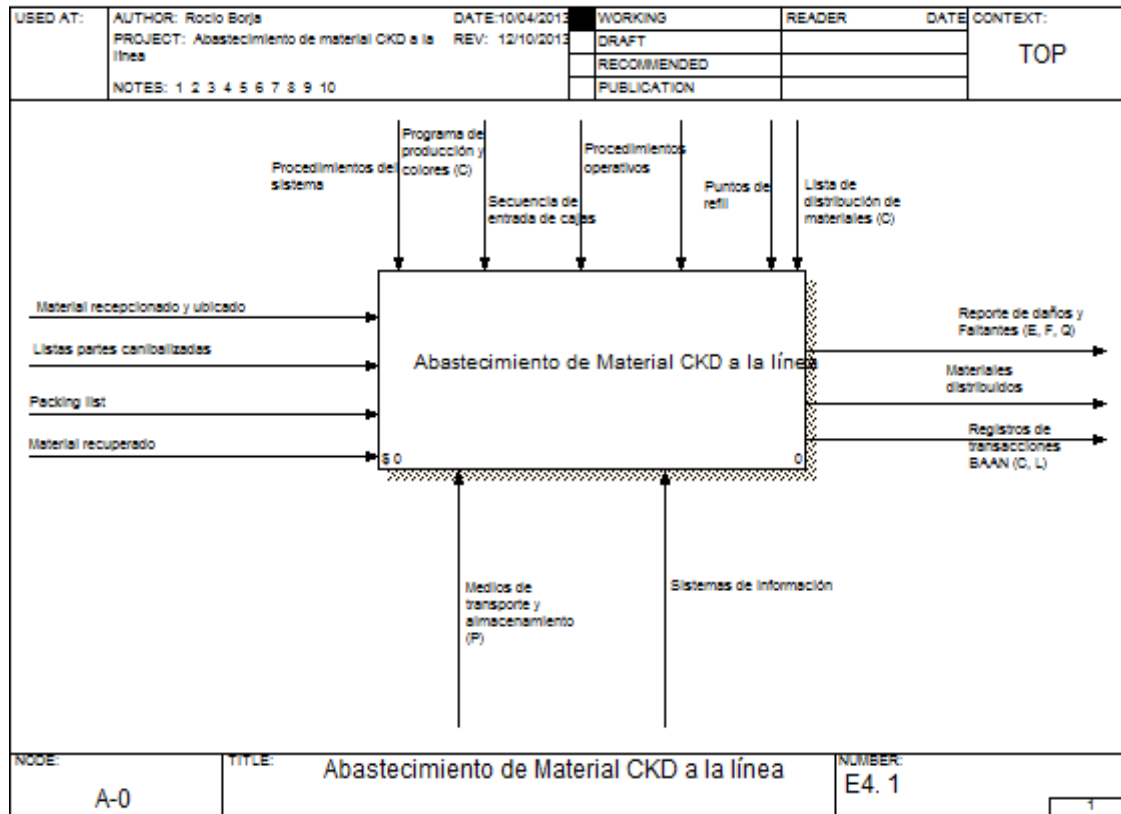 USED AT:
AUTHOR: Rocio Borja
DATE:10/04/2013
PROJECT: Abastecimiento de material CKD a la
línea
REV: 12/10/2013
NOTES: 1 2 3 4 5 6 7 8 9 10
WORKING
DRAFT
RECOMMENDED
PUBLICATION
READER
DATE
CONTEXT:
TOP
Procedimientos del
sistema
Programa de
producción y
colores (C)
Secuencia de
entrada de cajas
Procedimientos
operativos
Puntos de
refil
Lista de
distribución de
materiales (C)
Material recepcionado y ubicado
Listas partes canibalizadas
Packing list
Material recuperado
Abastecimiento de Material CKD a la línea
$ 0
0
Reporte de daños y
Faltantes (E, F, Q)
Materiales
distribuidos
Registros de
transacciones
BAAN (C, L)
Medios de
transporte y
almacenamiento
(P)
Sistemas de información
NODE:
A-0
TITLE:
Abastecimiento de Material CKD a la línea
NUMBER:
E4. 1
1